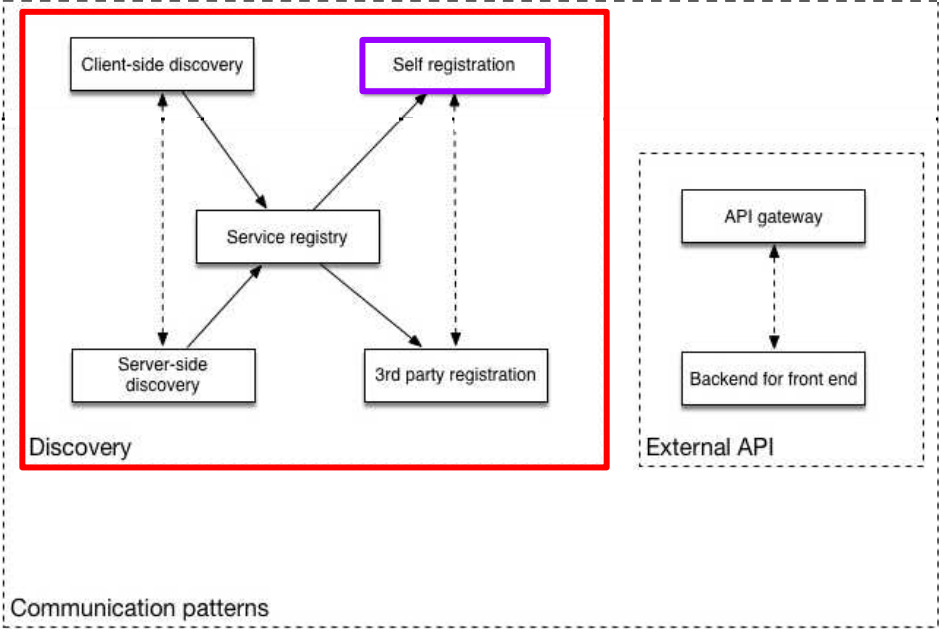 Client-side discovery
Self registration
Service registry
Server-side
discovery
3rd party registration
Discovery
API gateway
Backend for front end
External API
Communication patterns